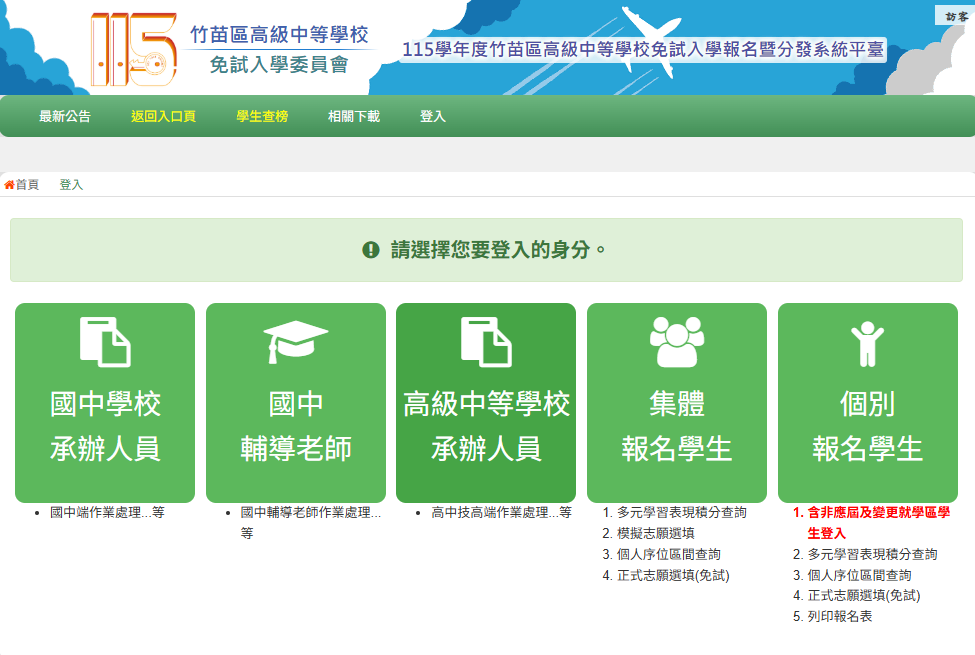 115
竹苗區高級中等學校
免試入學委員會
115學年度竹苗區高級中等學校免試入學報名暨分發系統平臺
訪客
最新公告
返回入口頁
學生查榜
相關下載
登入
首頁
登入
請選擇您要登入的身分。
國中學校
承辦人員
國中端作業處理...等
國中
輔導老師
國中輔導老師作業處理...
等
高級中等學校
承辦人員
高中技高端作業處理...等
集體
報名學生
1. 多元學習表現積分查詢
2. 模擬志願選填
3. 個人序位區間查詢
4. 正式志願選填(免試)
個別
報名學生
1. 含非應屆及變更就學區學
生登入
2. 多元學習表現積分查詢
3. 個人序位區間查詢
4. 正式志願選填(免試)
5. 列印報名表